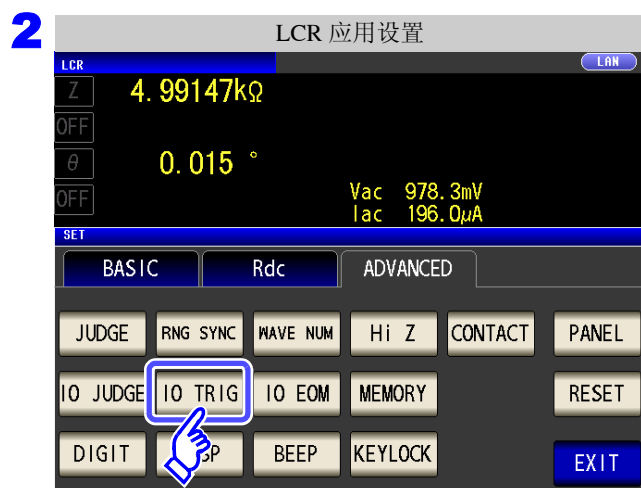 2
LCR 应用设置
LCR
LAN
Z 4.99147kΩ
OFF
θ 0.015 °
OFF
Vac 978.3mV
Iac 196.0µA
SET
BASIC Rdc ADVANCED
JUDGE RNG SYNC WAVE NUM Hi Z CONTACT PANEL
IO JUDGE IO TRIG IO EOM MEMORY RESET
DIGIT BEEP KEYLOCK EXIT